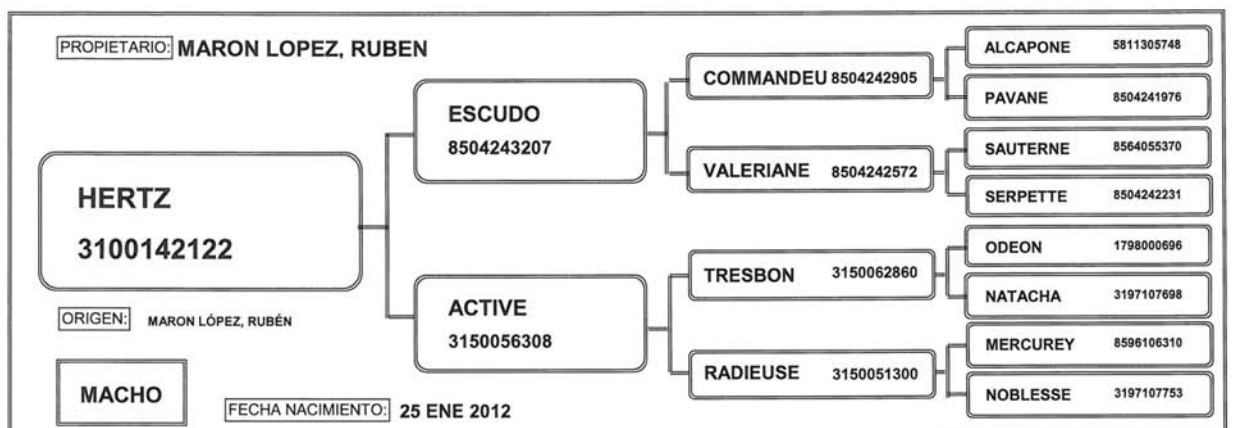 PROPIETARIO: MARON LOPEZ, RUBEN
HERTZ
3100142122
ORIGEN: MARON LÓPEZ, RUBÉN
MACHO
FECHA NACIMIENTO: 25 ENE 2012
ESCUDO
8504243207
ACTIVE
3150056308
COMMANDEU 8504242905
VALERIANE 8504242572
TRESBON 3150062860
RADIEUSE 3150051300
ALCAPONE 5811305748
PAVANE 8504241976
SAUTERNE 8564055370
SERPETTE 8504242231
ODEON 1798000696
NATACHA 3197107698
MERCUREY 8596106310
NOBLESSE 3197107753